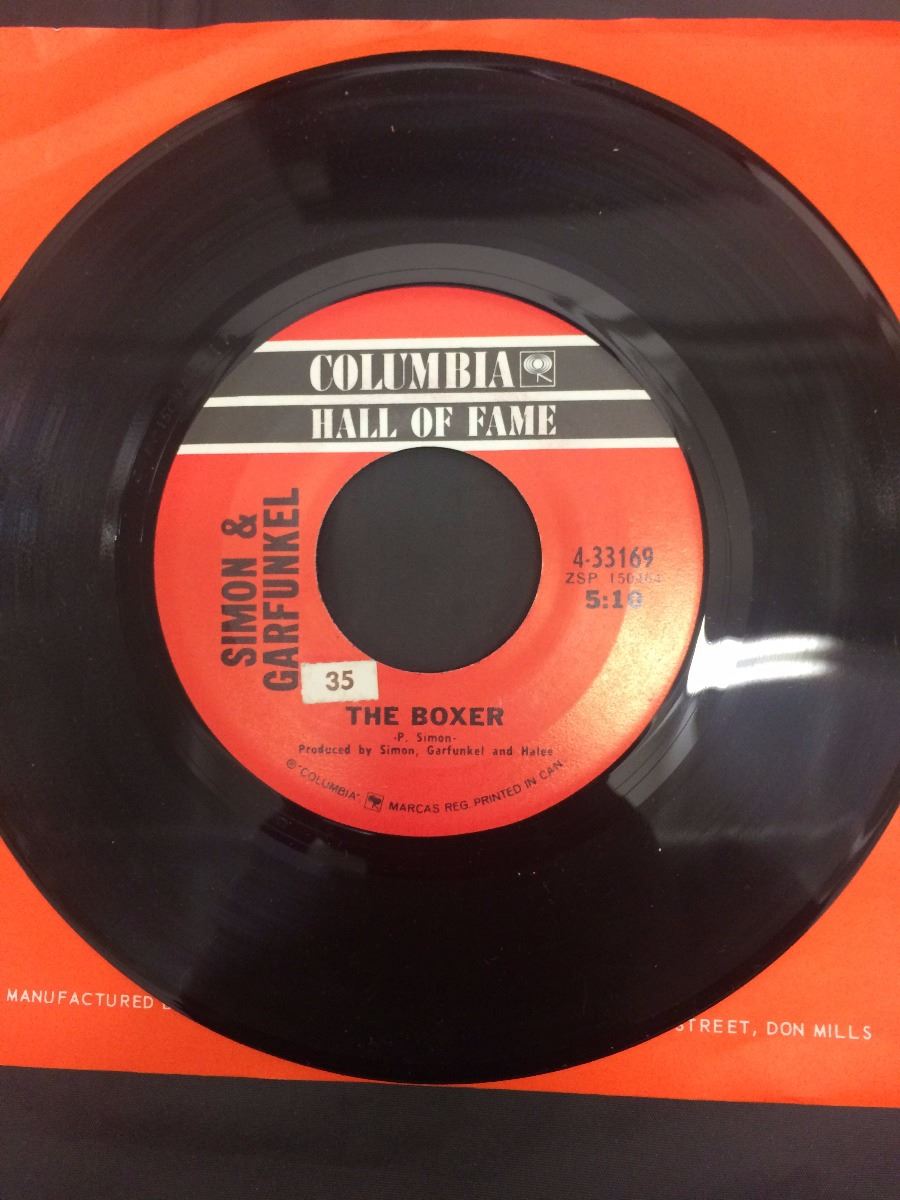 COLUMBIA
HALL OF FAME
SIMON &
GARFUNKEL
4-33169
ZSP 150464
5:10
35
THE BOXER
-P. Simon-
Produced by Simon, Garfunkel and Halee
℗"COLUMBIA" MARCAS REG. PRINTED IN CAN.
MANUFACTURED
STREET, DON MILLS